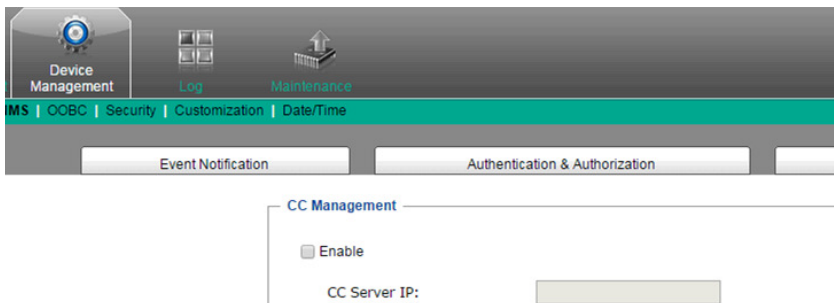 Device
Management
Log
Maintenance
| OOBC | Security | Customization | Date/Time
Event Notification
Authentication & Authorization
CC Management
Enable
CC Server IP: